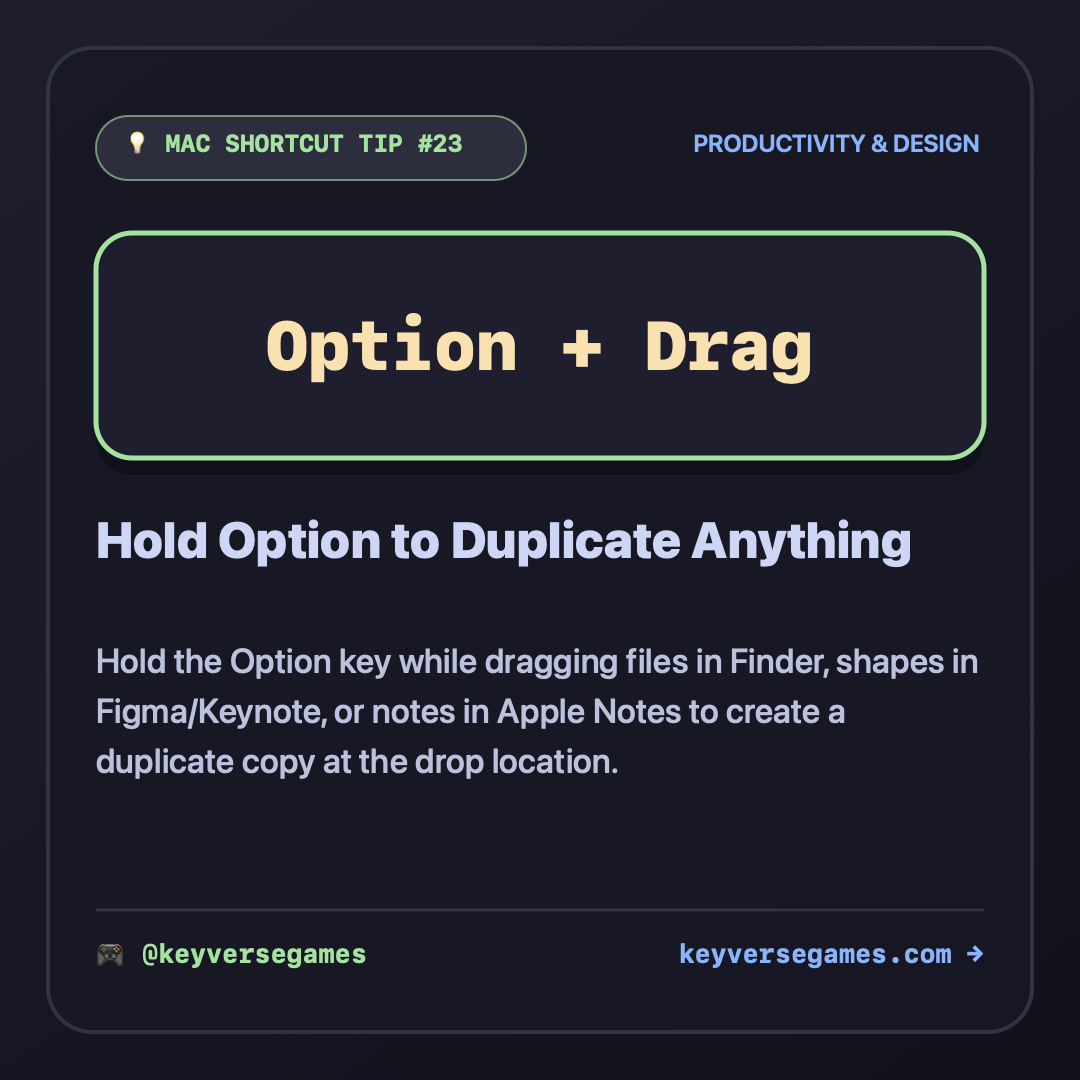 💡 MAC SHORTCUT TIP #23
PRODUCTIVITY & DESIGN
Option + Drag
Hold Option to Duplicate Anything
Hold the Option key while dragging files in Finder, shapes in
Figma/Keynote, or notes in Apple Notes to create a
duplicate copy at the drop location.
🎮 @keyversegames
keyversegames.com →